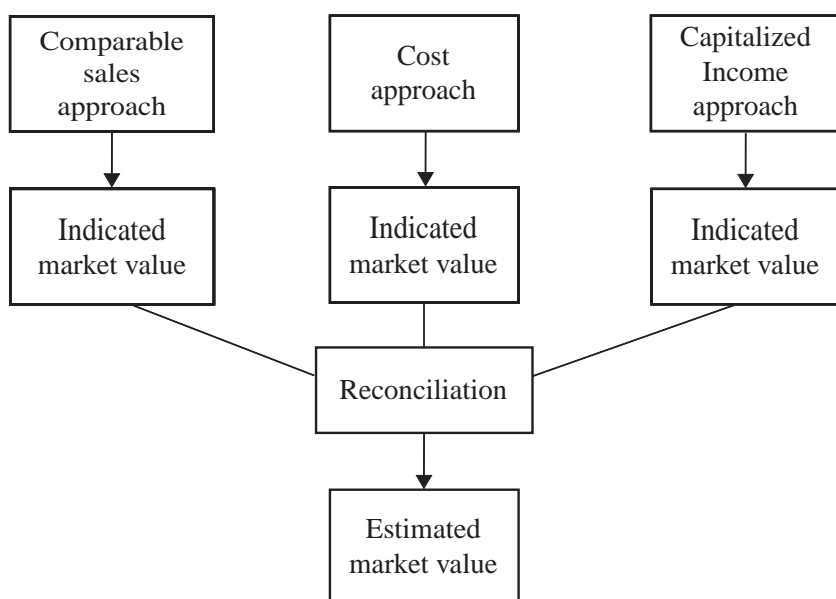 Comparable
sales
approach
Cost
approach
Capitalized
Income
approach
Indicated
market value
Indicated
market value
Indicated
market value
Reconciliation
Estimated
market value